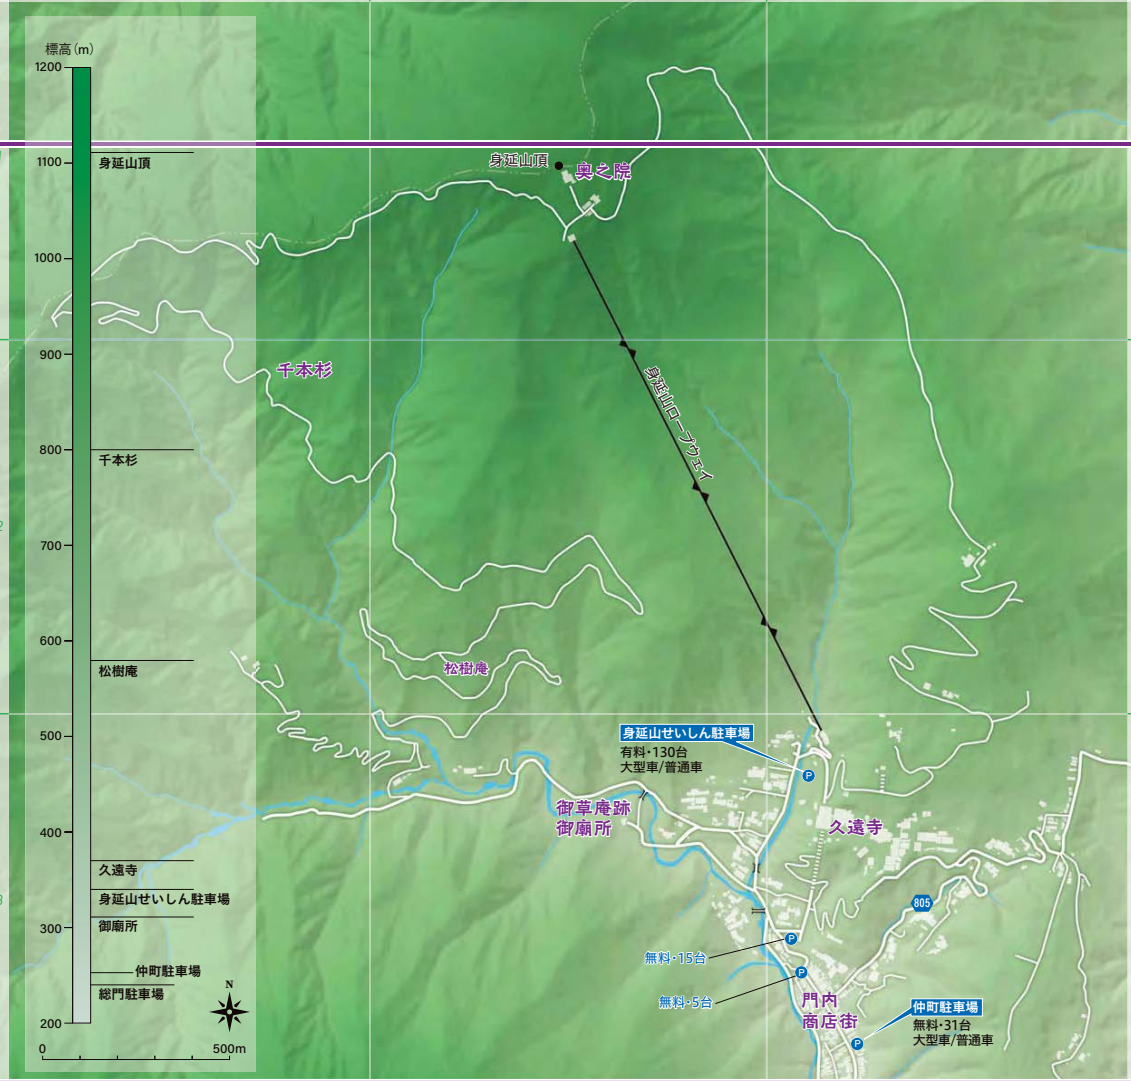 標高(m)
1200
1100
身延山頂
1000
900
800
千本杉
700
600
松樹庵
500
400
久遠寺
身延山せいしん駐車場
300
御廟所
仲町駐車場
総門駐車場
200
N
0
500m
身延山頂
奥之院
千本杉
身延山ロープウェイ
松樹庵
身延山せいしん駐車場
有料・130台
大型車/普通車
P
御草庵跡
御廟所
久遠寺
805
無料・15台
P
無料・5台
P
門内
商店街
仲町駐車場
無料・31台
大型車/普通車
P